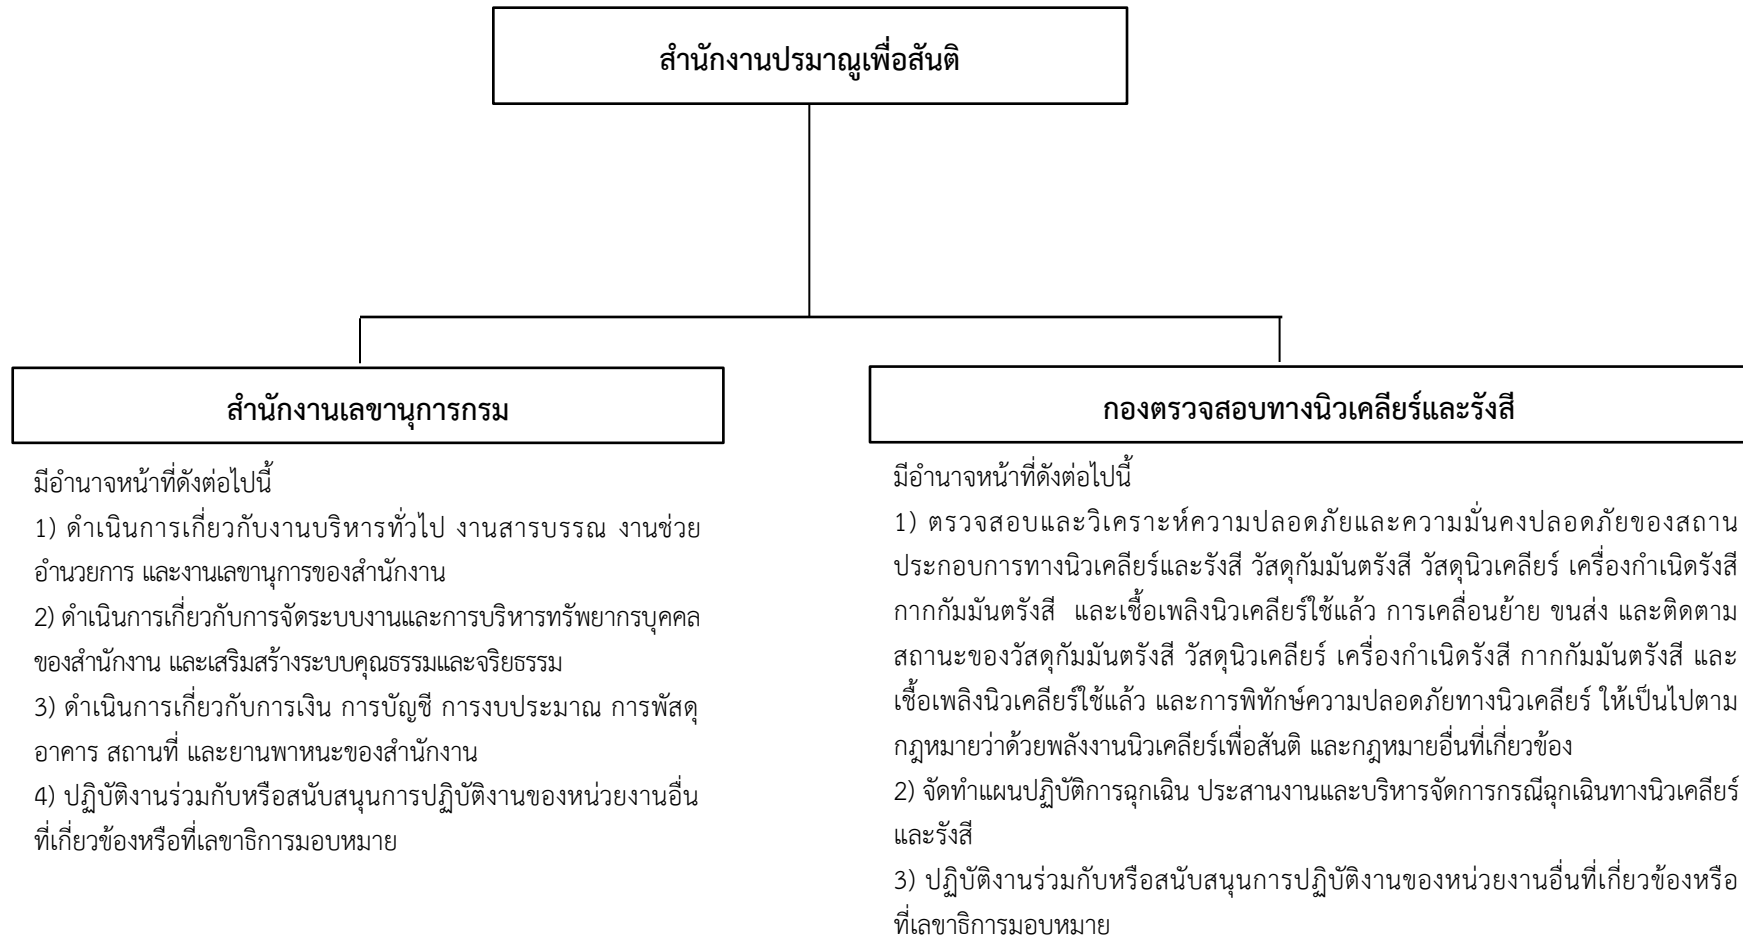 สำนักงานปรมาณูเพื่อสันติ
สำนักงานเลขานุการกรม
มีอำนาจหน้าที่ดังต่อไปนี้
1) ดำเนินการเกี่ยวกับงานบริหารทั่วไป งานสารบรรณ งานช่วย
อำนวยการ และงานเลขานุการของสำนักงาน
2) ดำเนินการเกี่ยวกับการจัดระบบงานและการบริหารทรัพยากรบุคคล
ของสำนักงาน และเสริมสร้างระบบคุณธรรมและจริยธรรม
3) ดำเนินการเกี่ยวกับการเงิน การบัญชี การงบประมาณ การพัสดุ
อาคาร สถานที่ และยานพาหนะของสำนักงาน
4) ปฏิบัติงานร่วมกับหรือสนับสนุนการปฏิบัติงานของหน่วยงานอื่น
ที่เกี่ยวข้องหรือที่เลขาธิการมอบหมาย
กองตรวจสอบทางนิวเคลียร์และรังสี
มีอำนาจหน้าที่ดังต่อไปนี้
1) ตรวจสอบและวิเคราะห์ความปลอดภัยและความมั่นคงปลอดภัยของสถาน
ประกอบการทางนิวเคลียร์และรังสี วัสดุกัมมันตรังสี วัสดุนิวเคลียร์ เครื่องกำเนิดรังสี
กากกัมมันตรังสี และเชื้อเพลิงนิวเคลียร์ใช้แล้ว การเคลื่อนย้าย ขนส่ง และติดตาม
สถานะของวัสดุกัมมันตรังสี วัสดุนิวเคลียร์ เครื่องกำเนิดรังสี กากกัมมันตรังสี และ
เชื้อเพลิงนิวเคลียร์ใช้แล้ว และการพิทักษ์ความปลอดภัยทางนิวเคลียร์ ให้เป็นไปตาม
กฎหมายว่าด้วยพลังงานนิวเคลียร์เพื่อสันติ และกฎหมายอื่นที่เกี่ยวข้อง
2) จัดทำแผนปฏิบัติการฉุกเฉิน ประสานงานและบริหารจัดการกรณีฉุกเฉินทางนิวเคลียร์
และรังสี
3) ปฏิบัติงานร่วมกับหรือสนับสนุนการปฏิบัติงานของหน่วยงานอื่นที่เกี่ยวข้องหรือ
ที่เลขาธิการมอบหมาย